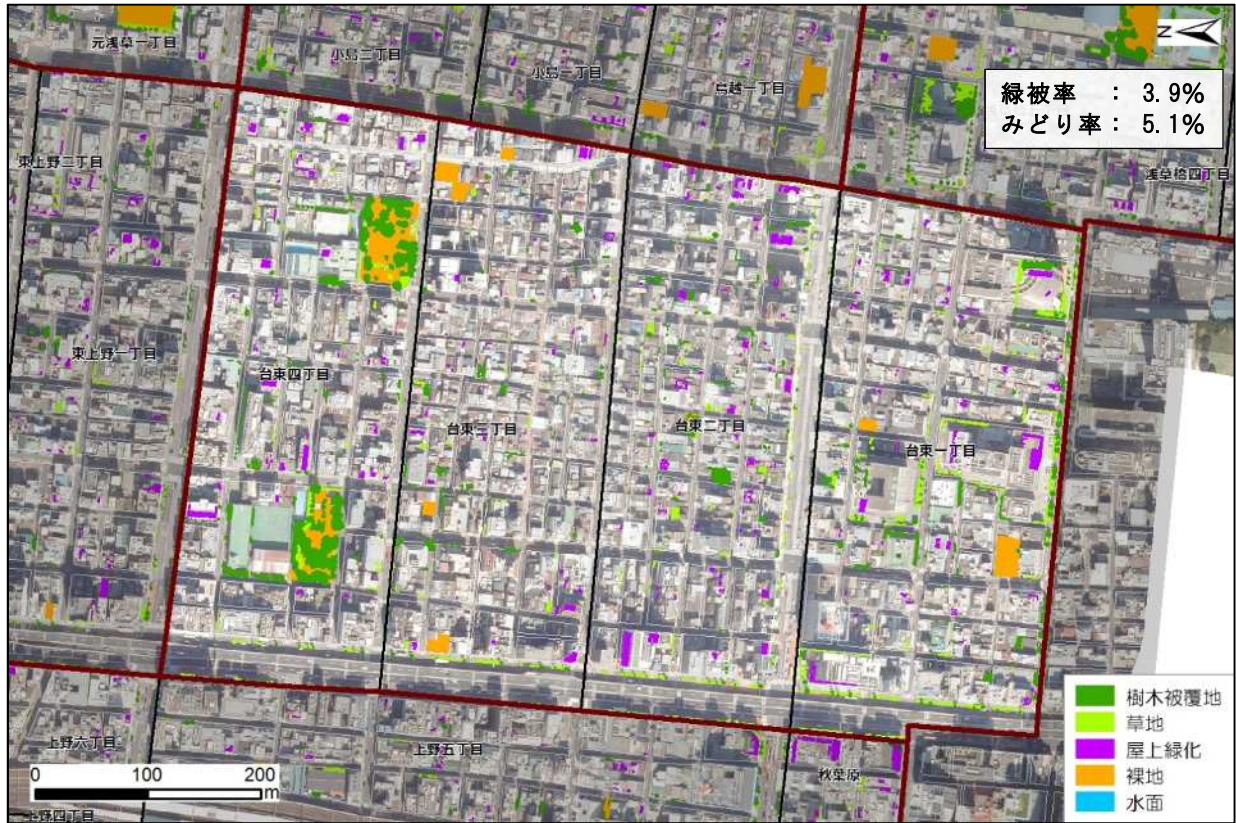 元浅草一丁目
小島二丁目
小島一丁目
鳥越一丁目
N
緑被率 : 3.9%
みどり率 : 5.1%
浅草橋四丁目
東上野二丁目
東上野一丁目
台東四丁目
台東三丁目
台東二丁目
台東一丁目
上野六丁目
上野五丁目
秋葉原
上野四丁目
0 100 200
m
樹木被覆地
草地
屋上緑化
裸地
水面